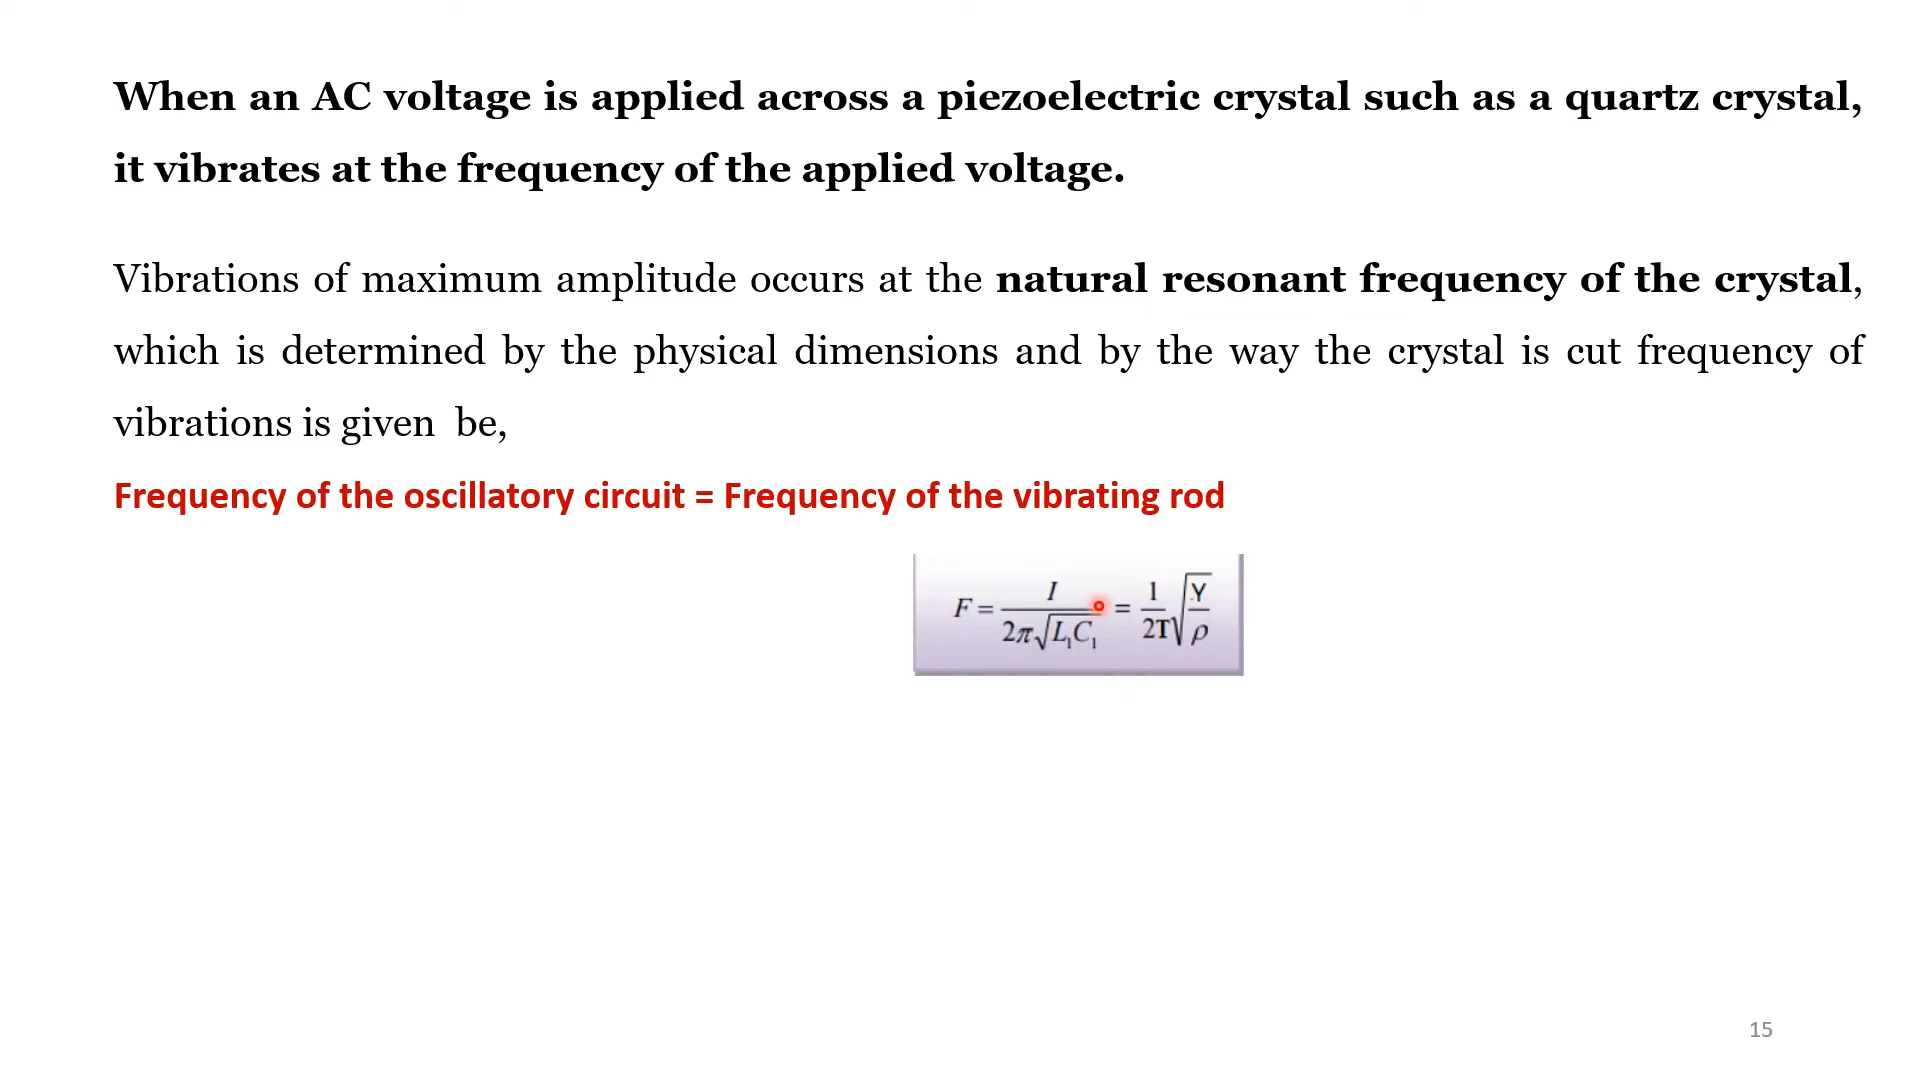 When an AC voltage is applied across a piezoelectric crystal such as a quartz crystal,
it vibrates at the frequency of the applied voltage.
Vibrations of maximum amplitude occurs at the natural resonant frequency of the crystal,
which is determined by the physical dimensions and by the way the crystal is cut frequency of
vibrations is given be,
Frequency of the oscillatory circuit = Frequency of the vibrating rod
F = I / 2π√L₁C₁ = 1 / 2T √Y / ρ
15